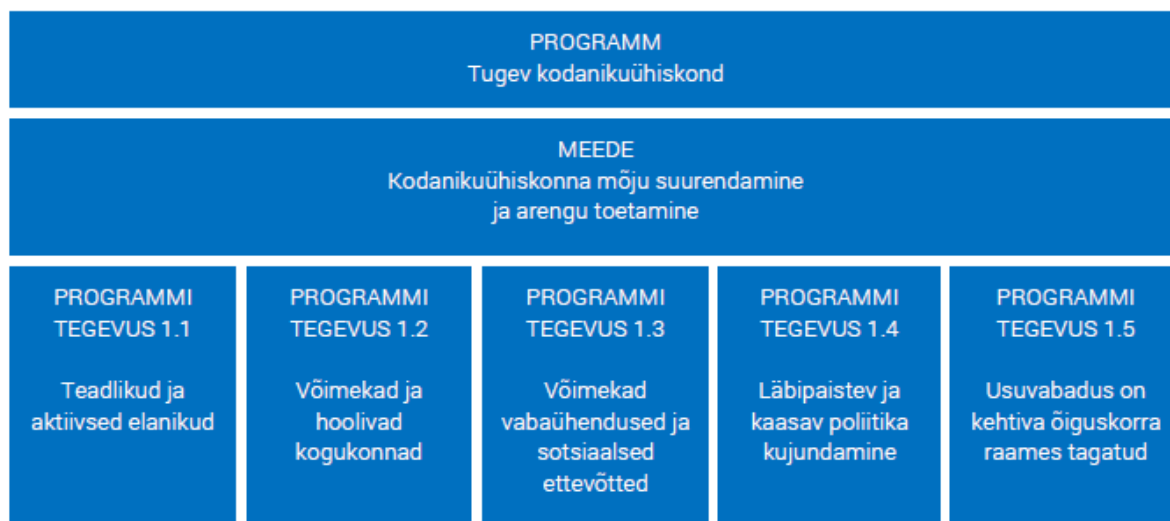 PROGRAMM
Tugev kodanikuühiskond
MEEDE
Kodanikuühiskonna mõju suurendamine
ja arengu toetamine
PROGRAMMI
TEGEVUS 1.1
Teadlikud ja
aktiivsed elanikud
PROGRAMMI
TEGEVUS 1.2
Võimekad ja
hoolivad
kogukonnad
PROGRAMMI
TEGEVUS 1.3
Võimekad
vabaühendused ja
sotsiaalsed
ettevõtted
PROGRAMMI
TEGEVUS 1.4
Läbipaistev ja
kaasav poliitika
kujundamine
PROGRAMMI
TEGEVUS 1.5
Usuvabadus on
kehtiva õiguskorra
raames tagatud